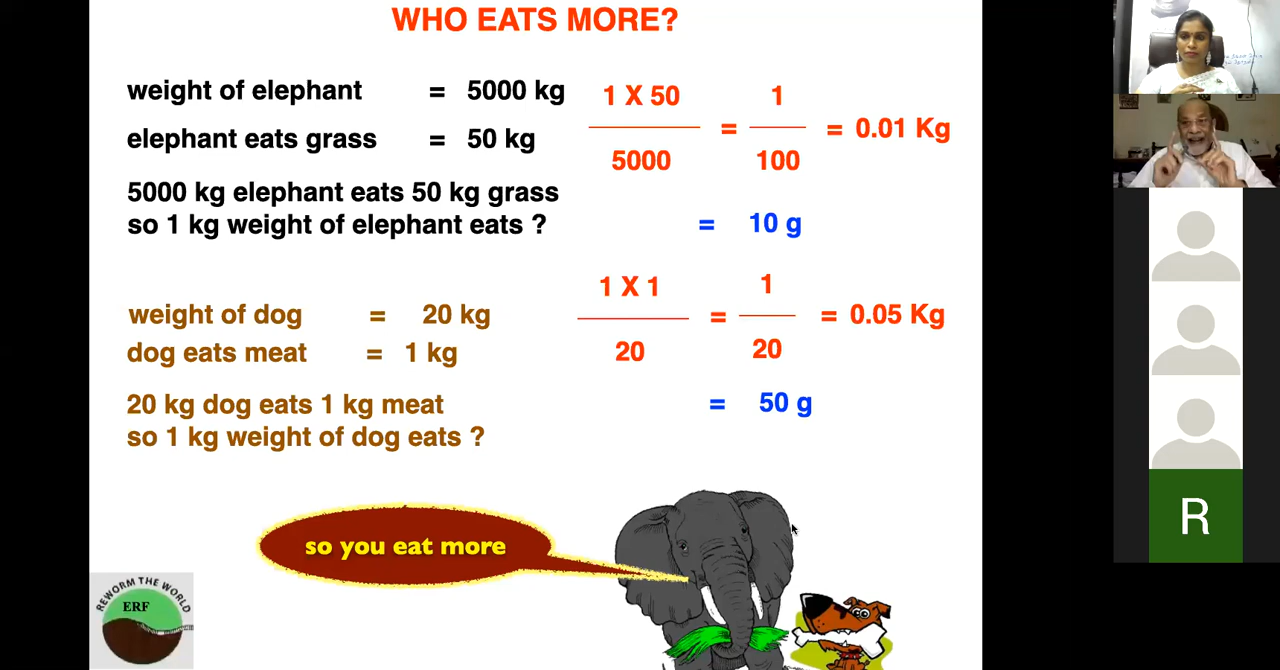 WHO EATS MORE?
weight of elephant = 5000 kg
elephant eats grass = 50 kg
1 X 50
5000
=
1
100
= 0.01 Kg
5000 kg elephant eats 50 kg grass
so 1 kg weight of elephant eats ?
= 10 g
weight of dog = 20 kg
dog eats meat = 1 kg
1 X 1
20
=
1
20
= 0.05 Kg
20 kg dog eats 1 kg meat
so 1 kg weight of dog eats ?
= 50 g
so you eat more
REWORM THE WORLD
ERF
R